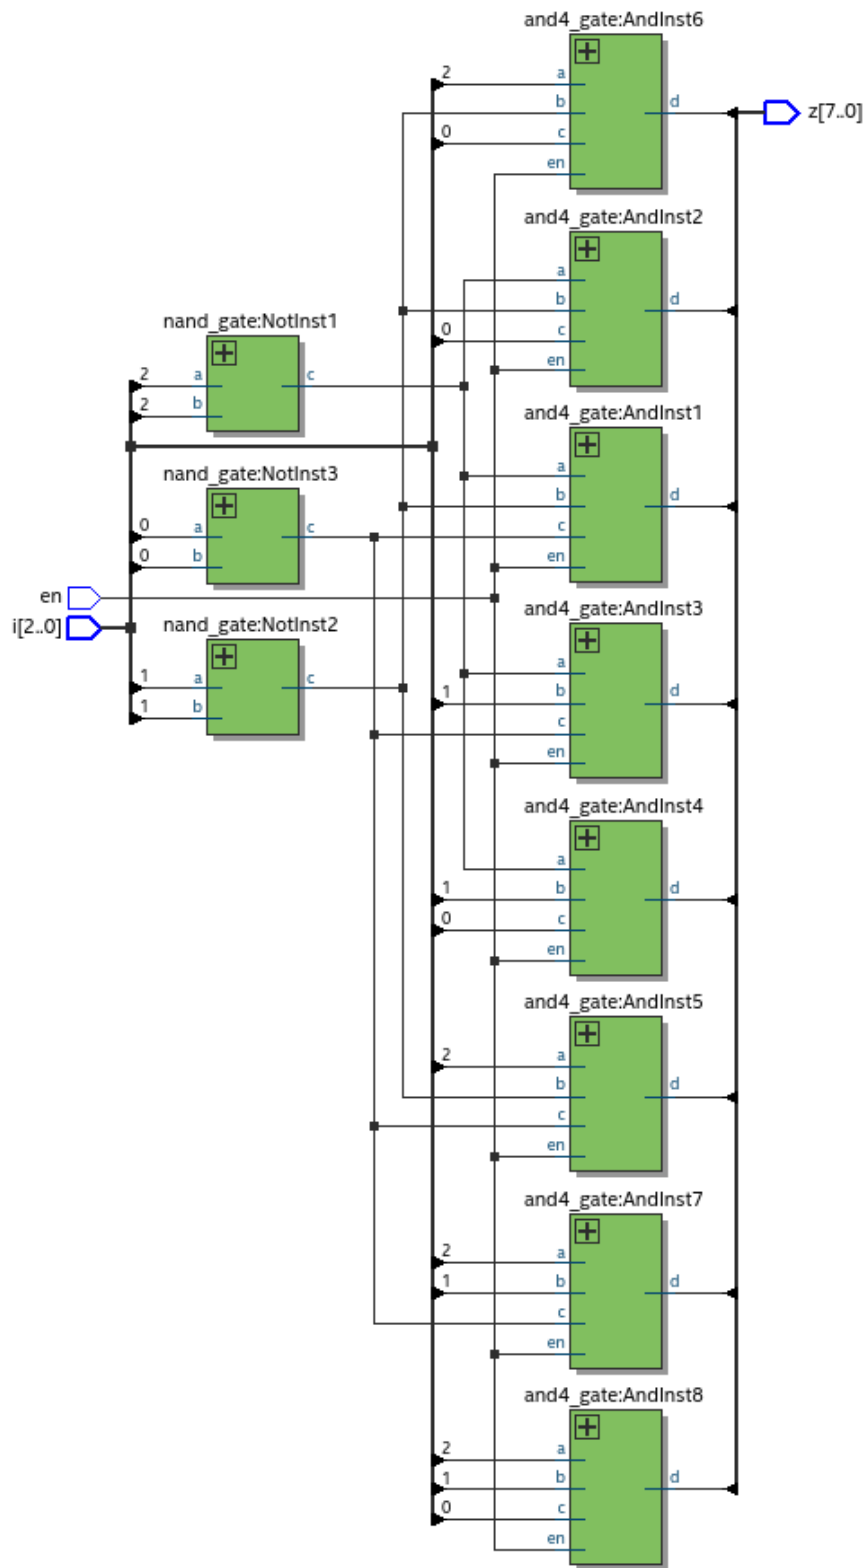 and4_gate:AndInst6
2 a
b d
0 c
en
z[7..0]
and4_gate:AndInst2
a
b d
0 c
en
nand_gate:NotInst1
2 a c
2 b
and4_gate:AndInst1
a
b d
c
en
nand_gate:NotInst3
0 a c
0 b
en
i[2..0]
nand_gate:NotInst2
1 a c
1 b
and4_gate:AndInst3
a
1 b d
c
en
and4_gate:AndInst4
a
1 b d
0 c
en
and4_gate:AndInst5
2 a
b d
c
en
and4_gate:AndInst7
2 a
1 b d
c
en
and4_gate:AndInst8
2 a
1 b d
0 c
en